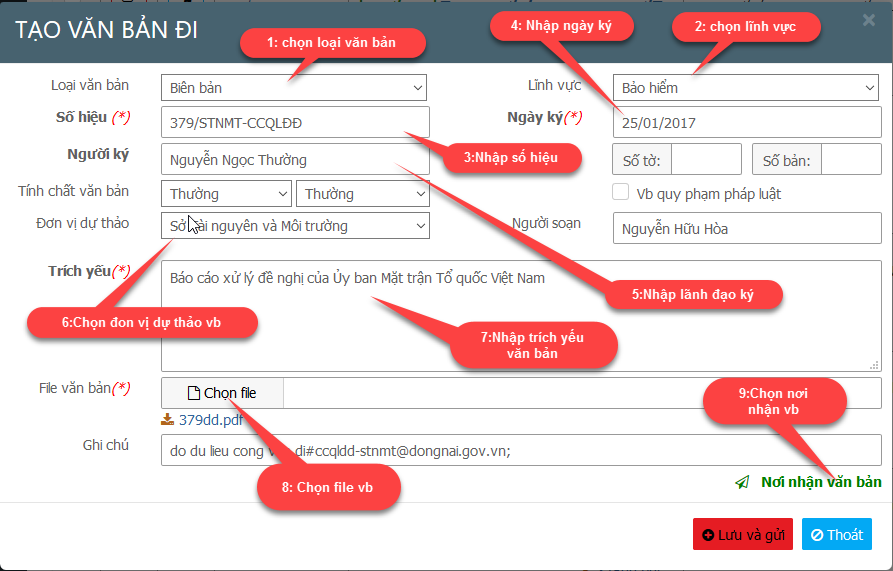 TẠO VĂN BẢN ĐI
1: chọn loại văn bản
4: Nhập ngày ký
2: chọn lĩnh vực
Loại văn bản
Biên bản
Lĩnh vực
Bảo hiểm
Số hiệu (*)
379/STNMT-CCQLĐĐ
Ngày ký(*)
25/01/2017
3:Nhập số hiệu
Người ký
Nguyễn Ngọc Thường
Số tờ:
Số bản:
Tính chất văn bản
Thường
Thường
Vb quy phạm pháp luật
Đơn vị dự thảo
nguyên và Môi trường
Người soạn
Nguyễn Hữu Hòa
Trích yếu(*)
Báo cáo xử lý đề nghị của Ủy ban Mặt trận Tổ quốc Việt Nam
5:Nhập lãnh đạo ký
6:Chọn đon vị dự thảo vb
7:Nhập trích yếu
văn bản
File văn bản(*)
Chọn file
9:Chọn nơi
nhận vb
379dd.pdf
Ghi chú
do du lieu cong di#ccqldd-stnmt@dongnai.gov.vn;
8: Chọn file vb
Nơi nhận văn bản
Lưu và gửi
Thoát